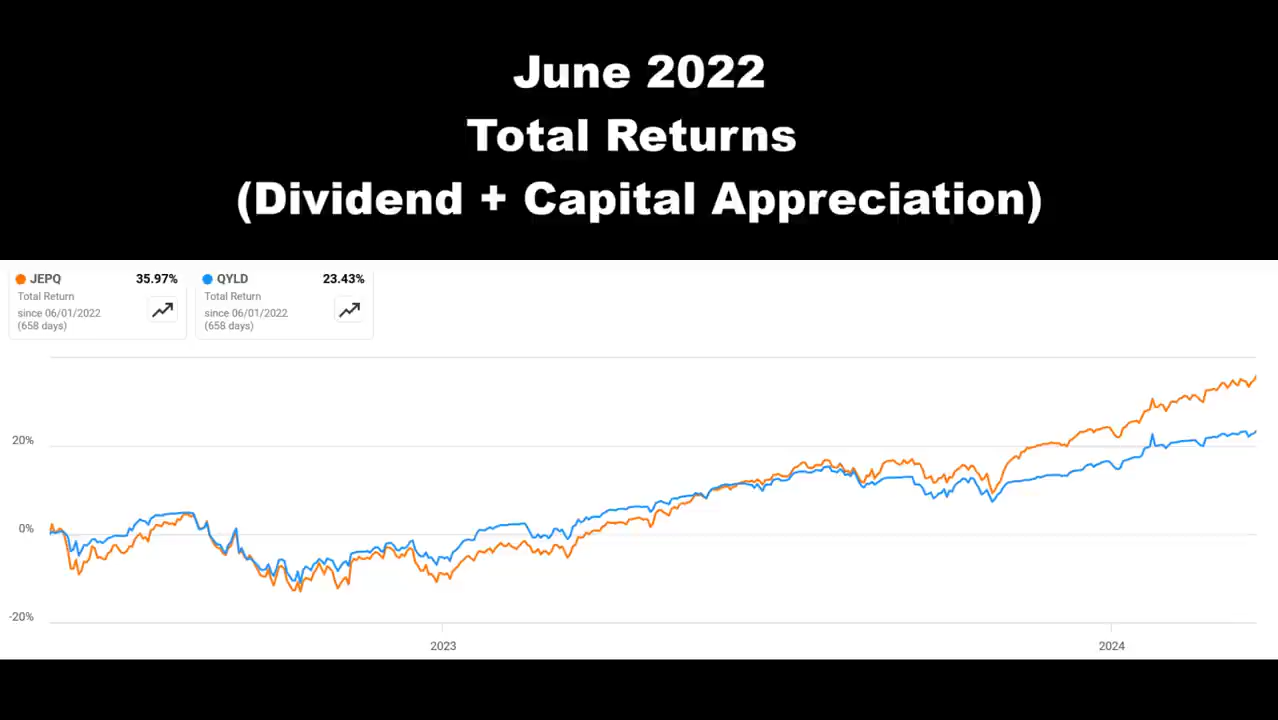 June 2022
Total Returns
(Dividend + Capital Appreciation)
JEPQ 35.97%
Total Return
since 06/01/2022
(658 days)
QYLD 23.43%
Total Return
since 06/01/2022
(658 days)
20%
0%
-20%
2023 2024